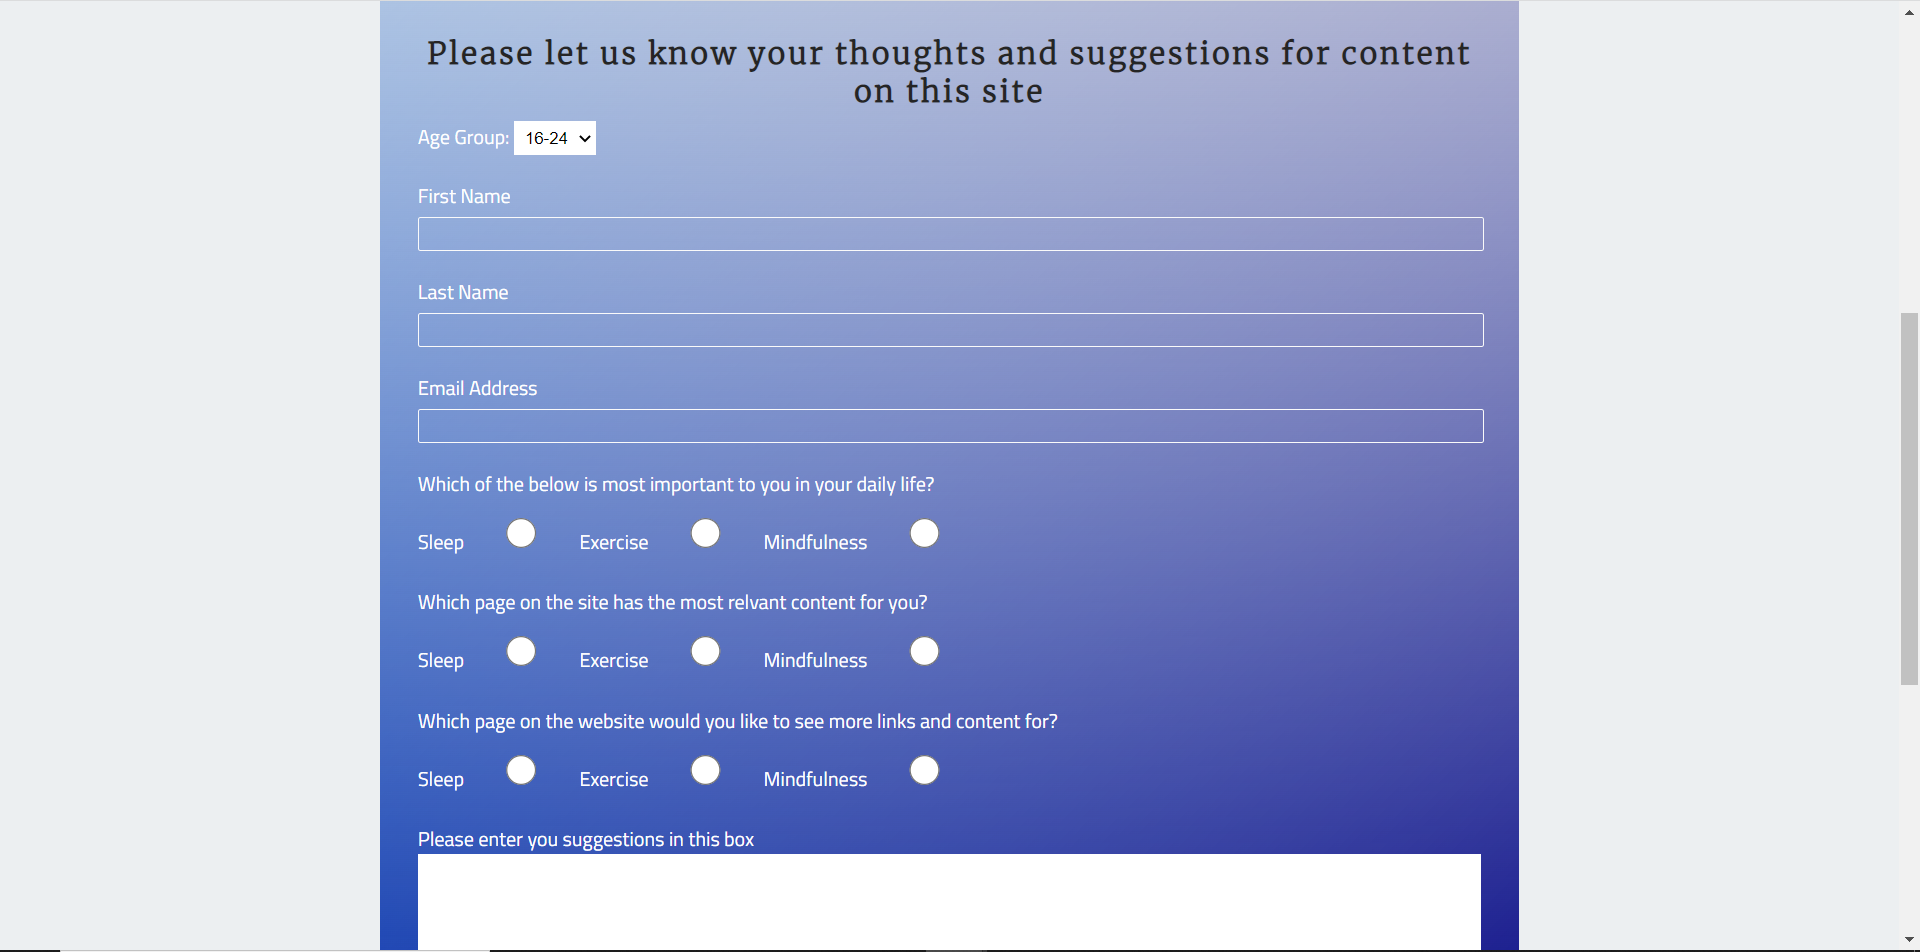 Please let us know your thoughts and suggestions for content
on this site
Age Group: 16-24
First Name
Last Name
Email Address
Which of the below is most important to you in your daily life?
Sleep Exercise Mindfulness
Which page on the site has the most relvant content for you?
Sleep Exercise Mindfulness
Which page on the website would you like to see more links and content for?
Sleep Exercise Mindfulness
Please enter you suggestions in this box